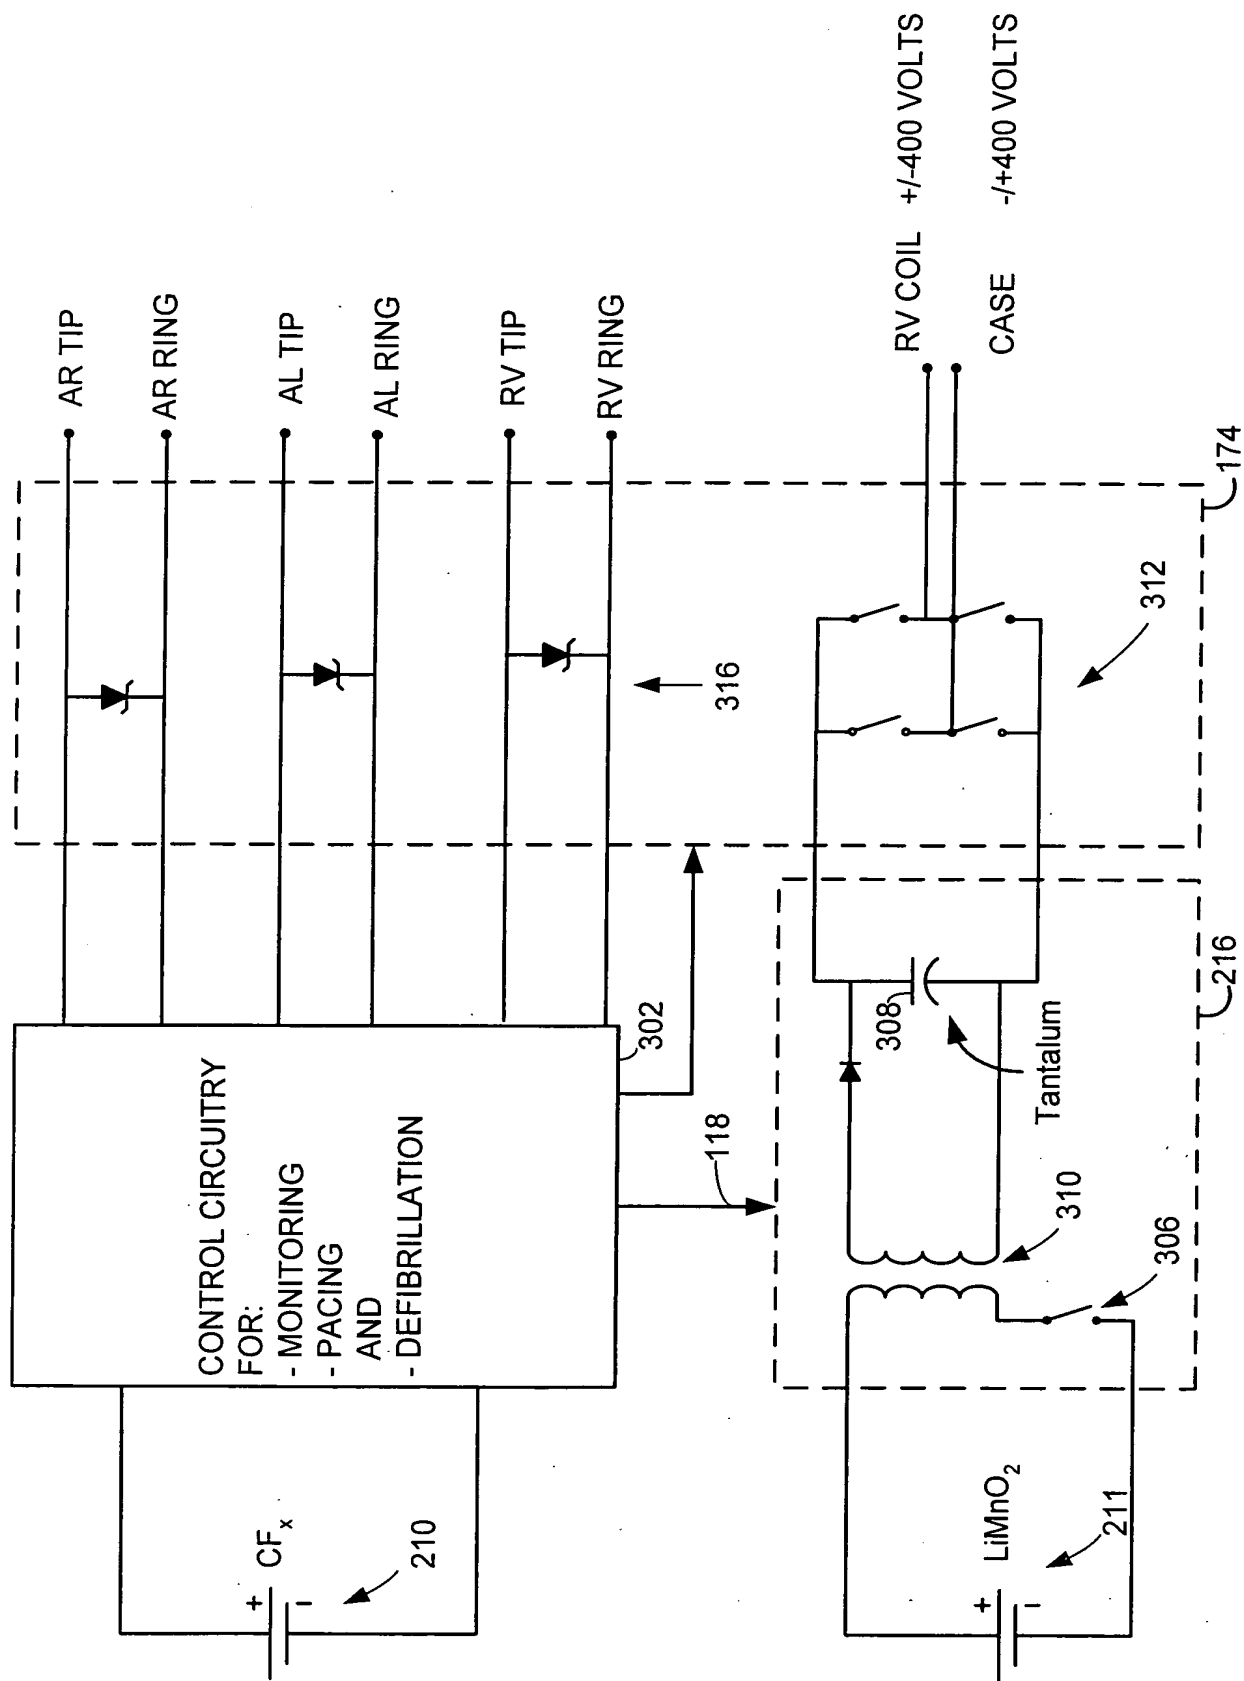 AR TIP
AR RING
AL TIP
AL RING
RV TIP
RV RING
RV COIL +/-400 VOLTS
CASE -/+400 VOLTS
CONTROL CIRCUITRY
FOR:
- MONITORING
- PACING
AND
- DEFIBRILLATION
302
316
312
174
118
308
Tantalum
310
306
216
+
CFx
-
210
+
LiMnO2
-
211